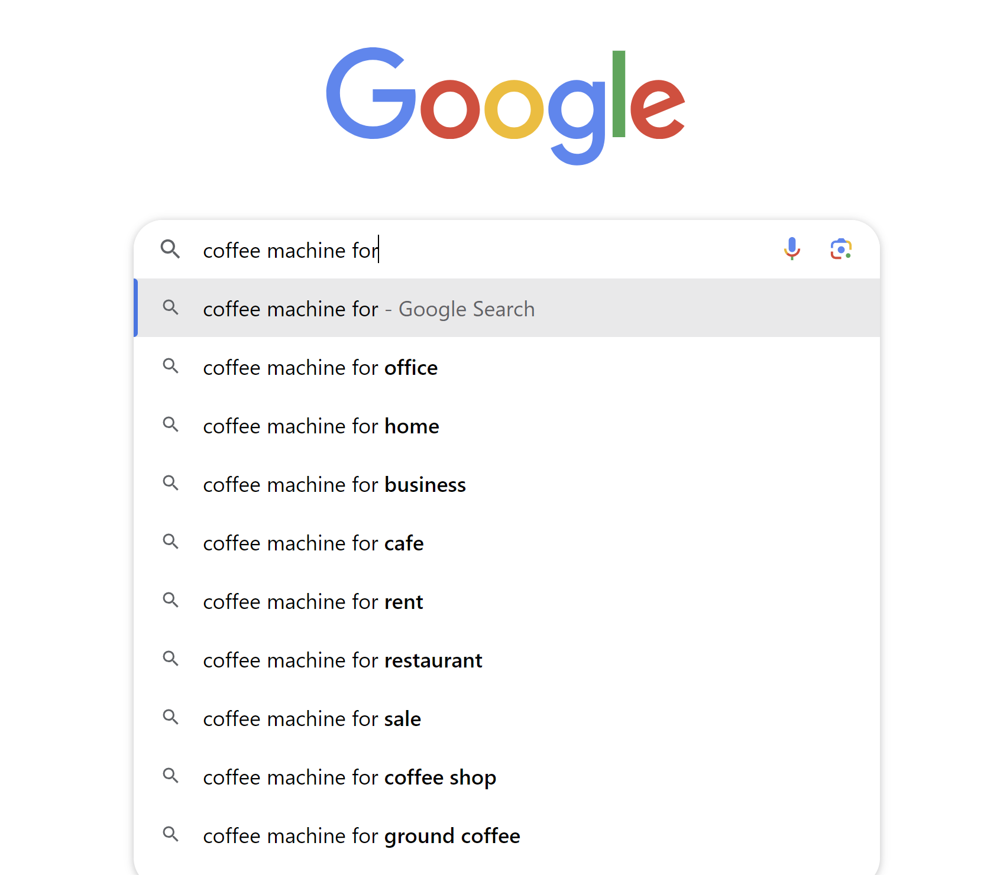 Google
coffee machine for
coffee machine for - Google Search
coffee machine for office
coffee machine for home
coffee machine for business
coffee machine for cafe
coffee machine for rent
coffee machine for restaurant
coffee machine for sale
coffee machine for coffee shop
coffee machine for ground coffee